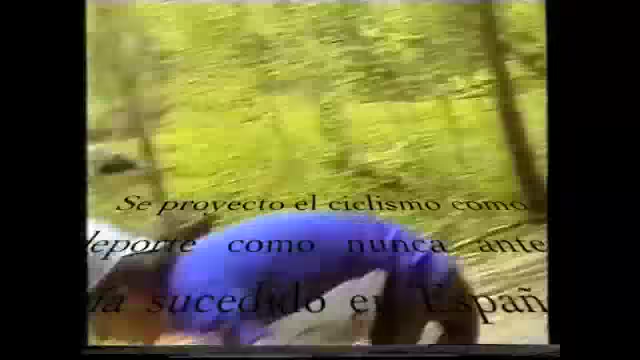 Se proyecto el ciclismo como
deporte como nunca ante
ía sucedido en Españ